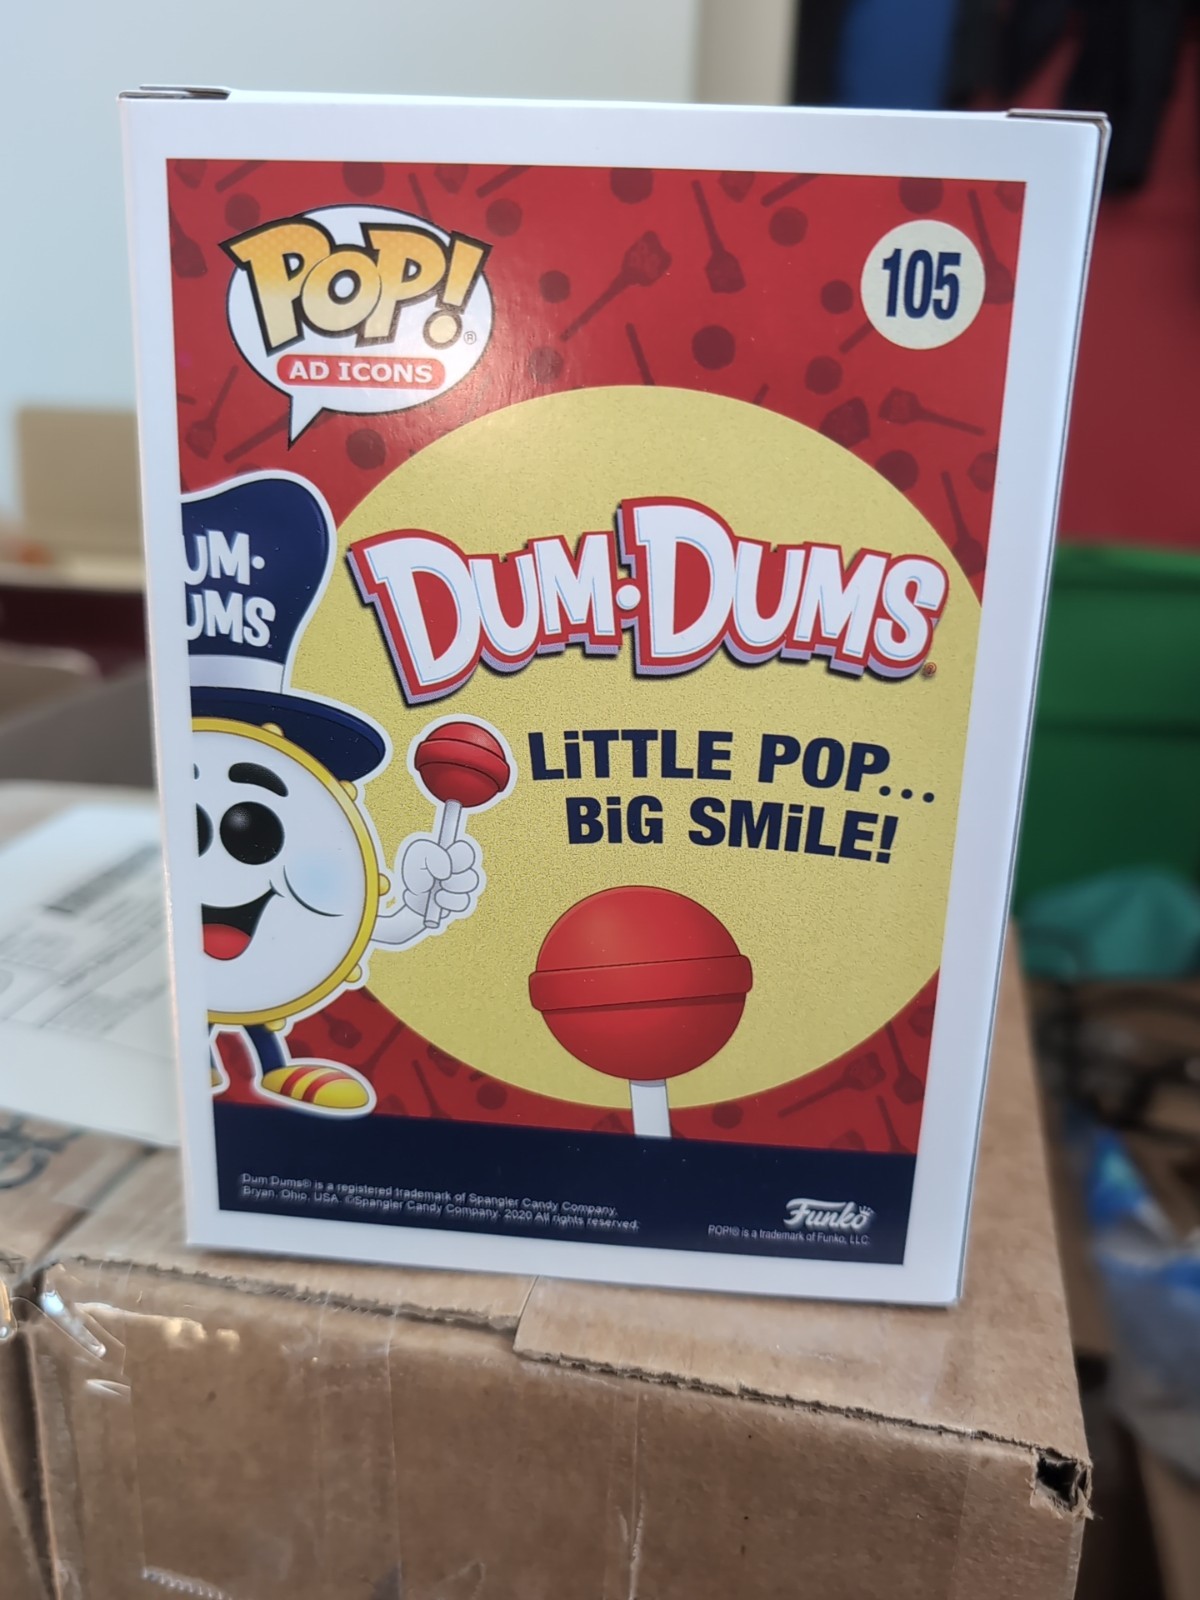 POP!®
AD ICONS
105
UM·
UMS
DUM·DUMS®
LiTTLE POP...
BiG SMiLE!
Dum Dums® is a registered trademark of Spangler Candy Company,
Bryan, Ohio, USA. ©Spangler Candy Company, 2020 All rights reserved.
Funko
POP!® is a trademark of Funko, LLC